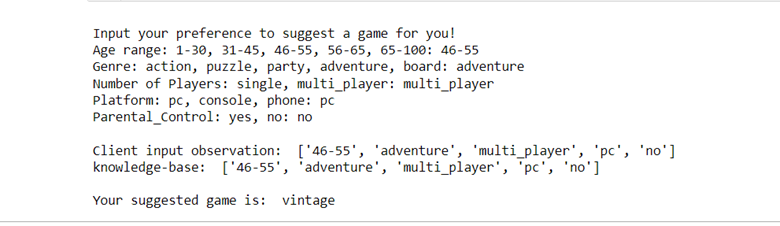 Input your preference to suggest a game for you!
Age range: 1-30, 31-45, 46-55, 56-65, 65-100: 46-55
Genre: action, puzzle, party, adventure, board: adventure
Number of Players: single, multi_player: multi_player
Platform: pc, console, phone: pc
Parental_Control: yes, no: no
Client input observation:  ['46-55', 'adventure', 'multi_player', 'pc', 'no']
knowledge-base:  ['46-55', 'adventure', 'multi_player', 'pc', 'no']
Your suggested game is:  vintage